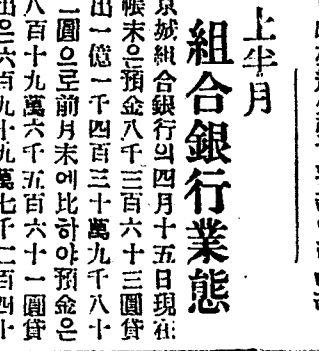 上半月
組合銀行業態
京城組合銀行의四月十五日現在
帳末은預金八千三百六十三圓貸
出一億一千四百三十萬九千八十
一圓으로前月末에比하야預金은
八百十九萬六千五百六十一圓貸
出은六百九十九萬七千二百四十